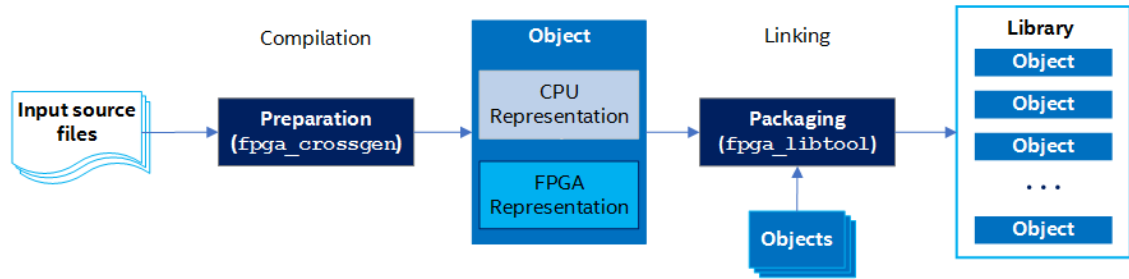 Compilation
Object
Linking
Library
Input source
files
Preparation
(fpga_crossgen)
CPU
Representation
FPGA
Representation
Packaging
(fpga_libtool)
Objects
Object
Object
Object
...
Object